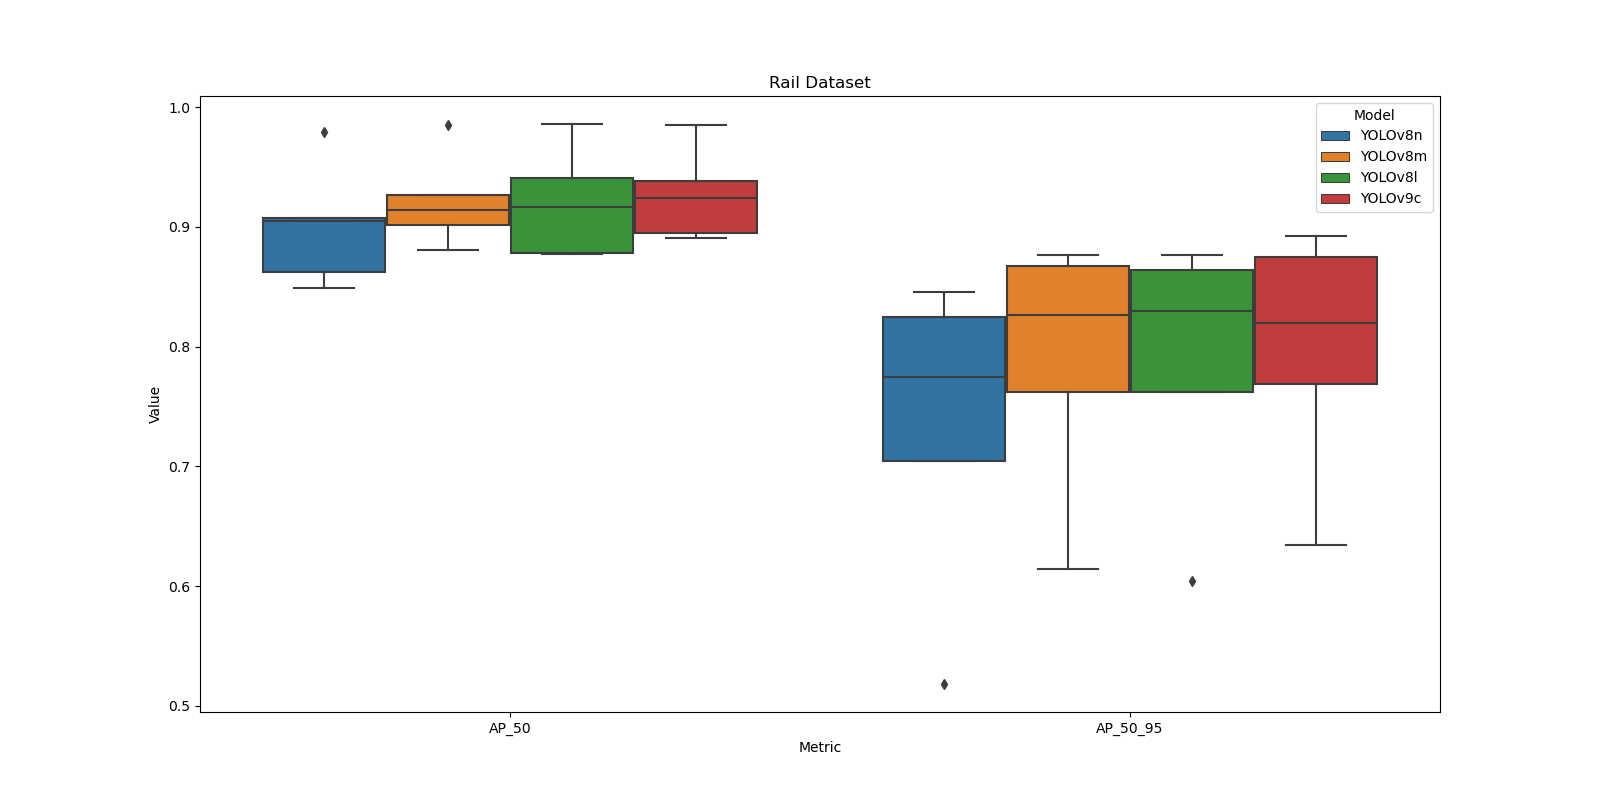 Rail Dataset
1.0
0.9
0.8
0.7
0.6
0.5
Value
AP_50
AP_50_95
Metric
Model
YOLOv8n
YOLOv8m
YOLOv8l
YOLOv9c